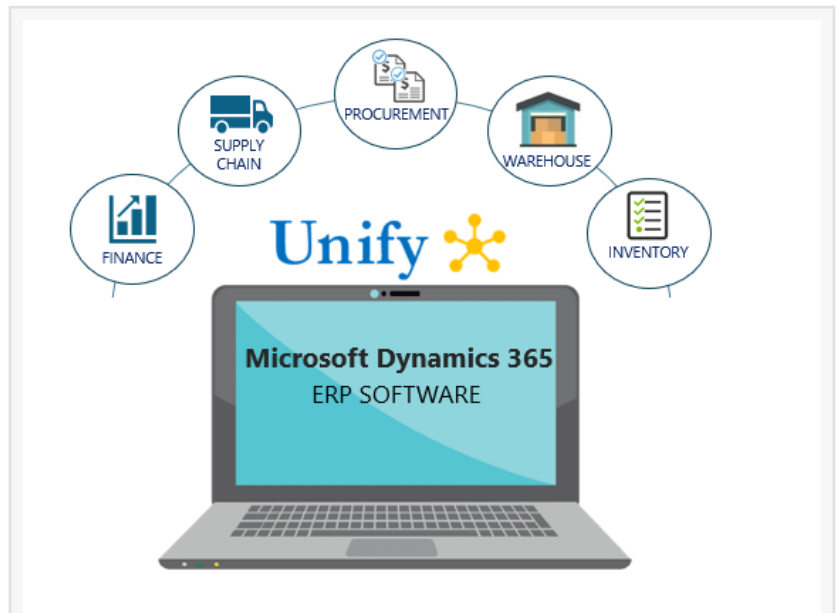 PROCUREMENT
SUPPLY
CHAIN
WAREHOUSE
FINANCE
INVENTORY
Unify
Microsoft Dynamics 365
ERP SOFTWARE